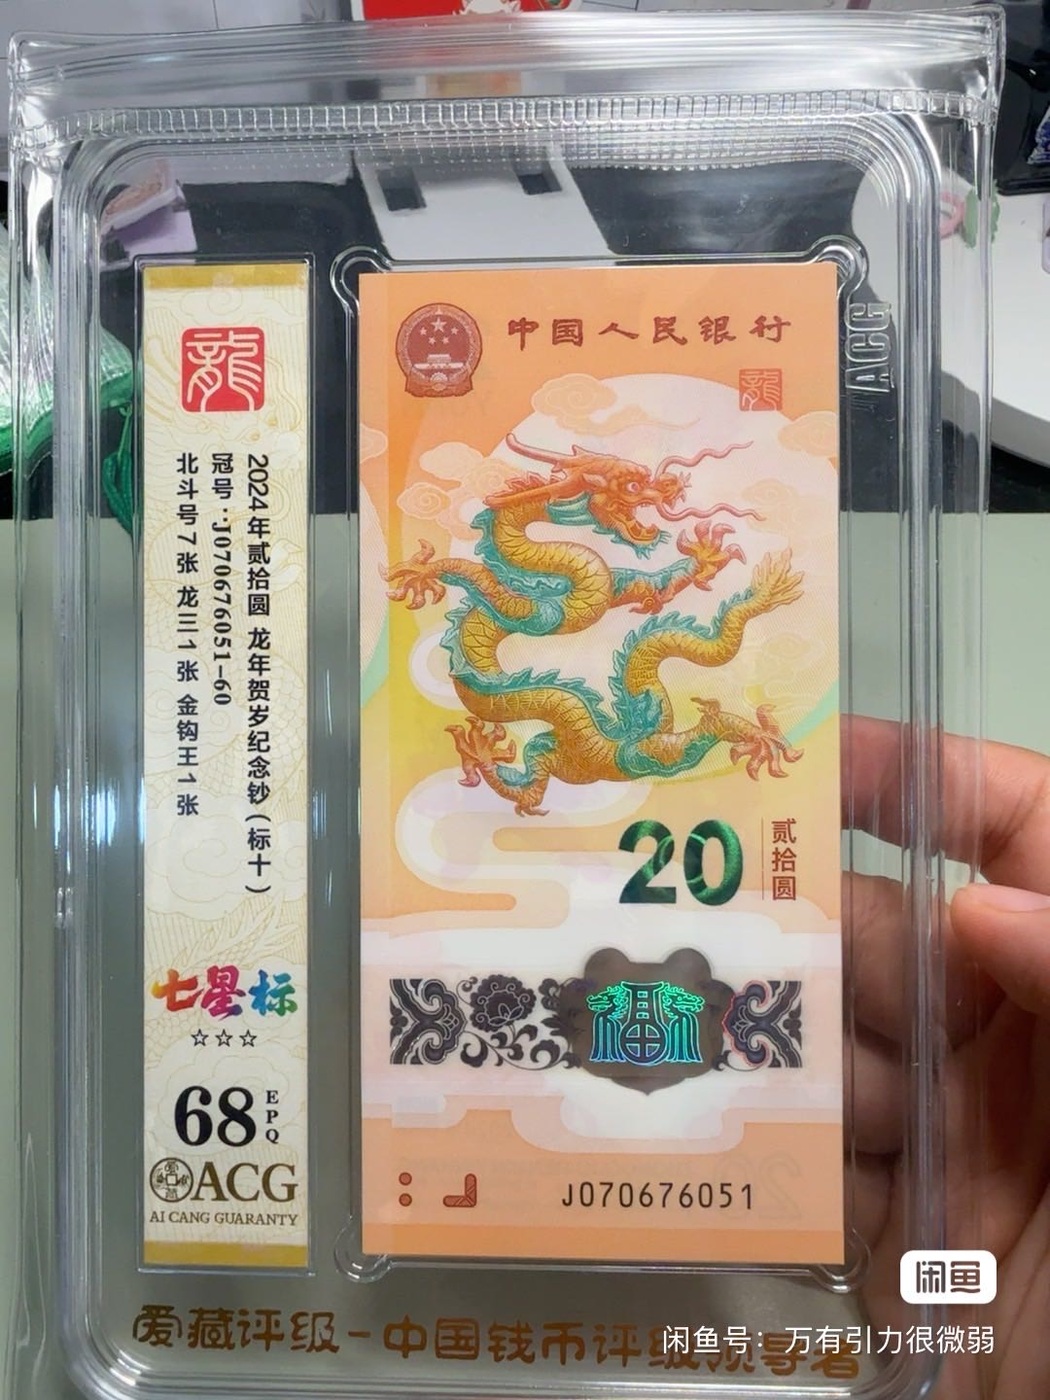 龍
2024年贰拾圆 龙年贺岁纪念钞(标十)
冠号:J070676051-60
北斗号7张 龙三1张 金钩王1张
七星标
☆☆☆
68
EPQ
ACG
AI CANG GUARANTY
中国人民银行
龍
20
贰拾圆
福
J070676051
ACG
爱藏评级-中国钱币评级领导者
闲鱼
闲鱼号：万有引力很微弱